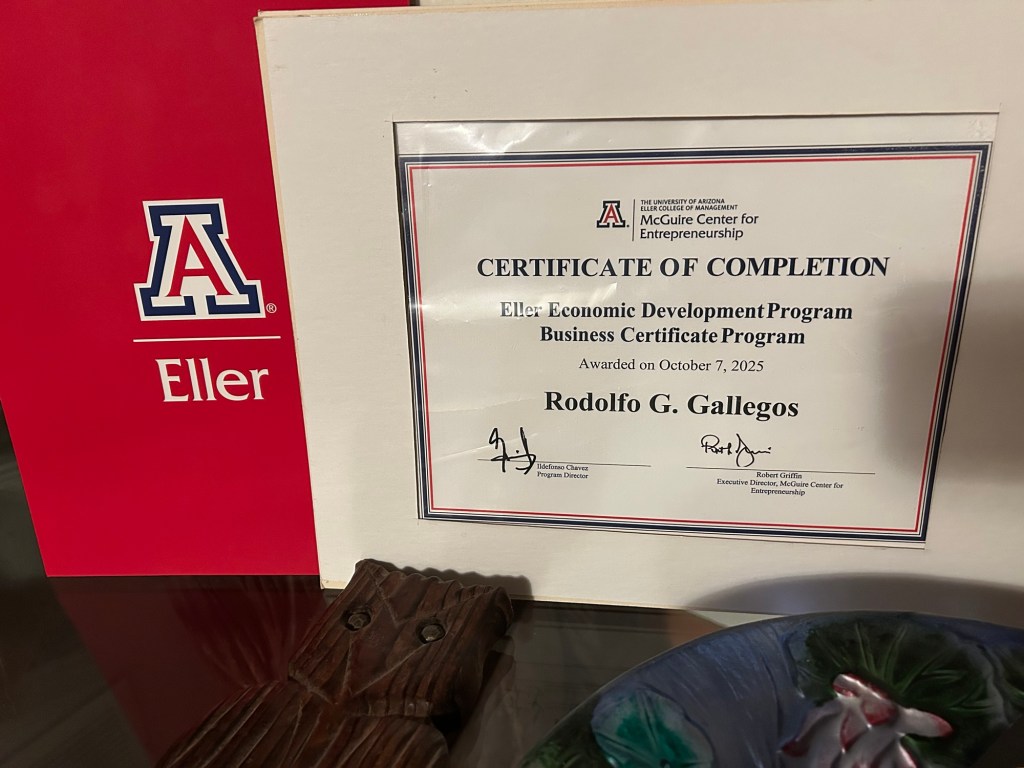 A
®
Eller
A
THE UNIVERSITY OF ARIZONA
ELLER COLLEGE OF MANAGEMENT
McGuire Center for
Entrepreneurship
CERTIFICATE OF COMPLETION
Eller Economic Development Program
Business Certificate Program
Awarded on October 7, 2025
Rodolfo G. Gallegos
Ildefonso Chavez
Program Director
Robert Griffin
Executive Director, McGuire Center for
Entrepreneurship